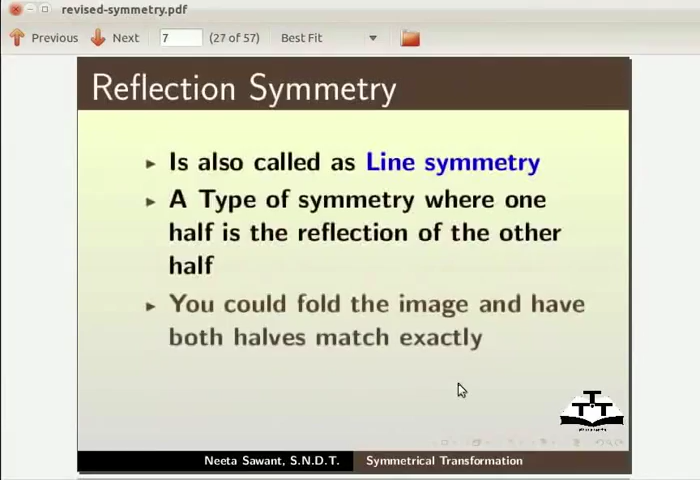 revised-symmetry.pdf
Previous Next 7 (27 of 57) Best Fit
Reflection Symmetry
Is also called as Line symmetry
A Type of symmetry where one
half is the reflection of the other
half
You could fold the image and have
both halves match exactly
TTT
Neeta Sawant, S.N.D.T. Symmetrical Transformation